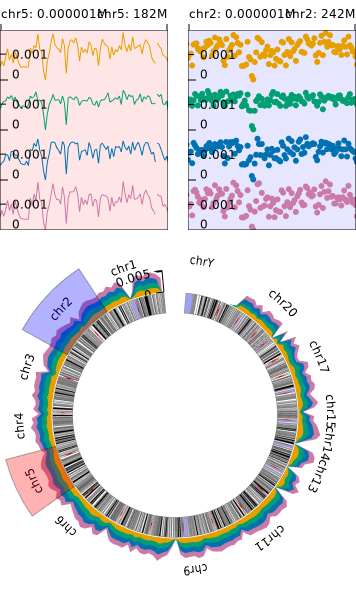 chr5: 0.000001M
chr5: 182M
chr2: 0.000001M
chr2: 242M
0.001
0
0.001
0
0.001
0
0.001
0
0.001
0
0.001
0
0.001
0
0.001
0
chr1
0.005
0
chrY
chr2
chr20
chr3
chr17
chr4
chr15
chr14
chr13
chr5
chr6
chr11
chr9